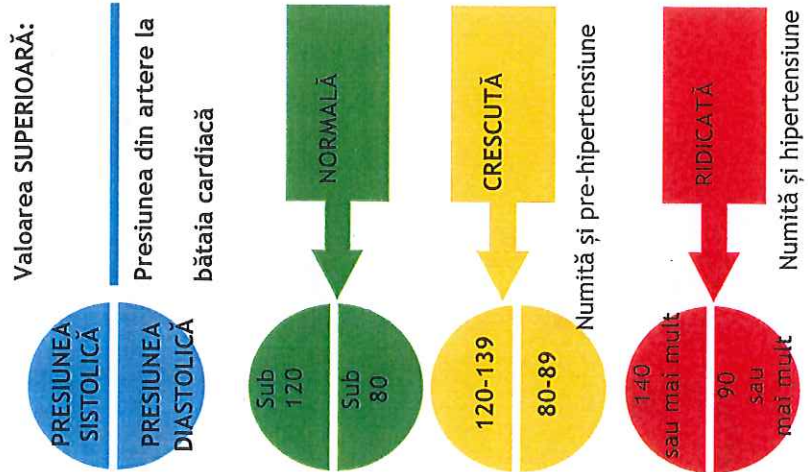 Valoarea SUPERIOARĂ:
Presiunea din artere la
bătaia cardiacă
PRESIUNEA
SISTOLICĂ
PRESIUNEA
DIASTOLICĂ
NORMALĂ
Sub
120
Sub
80
CRESCUTĂ
120-139
80-89
Numită și pre-hipertensiune
RIDICATĂ
140
sau mai mult
90
sau
mai mult
Numită și hipertensiune